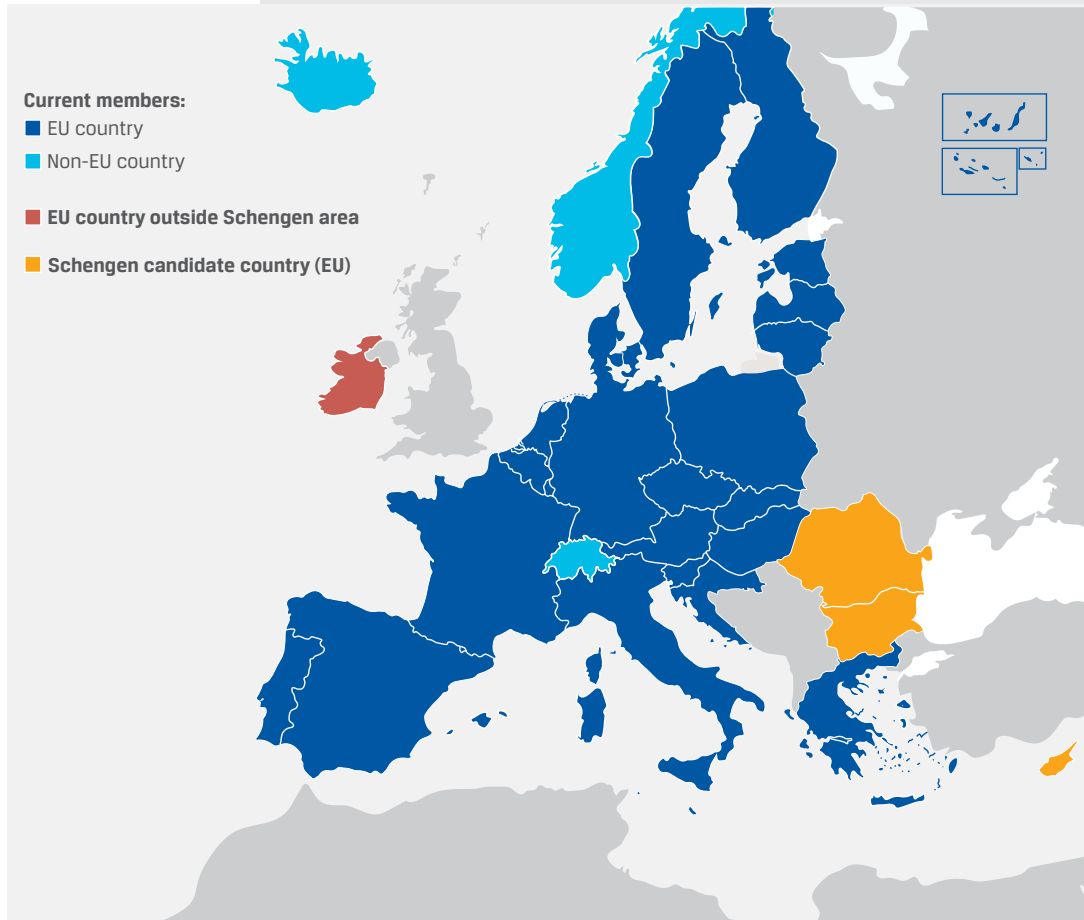 Current members:
EU country
Non-EU country
EU country outside Schengen area
Schengen candidate country (EU)